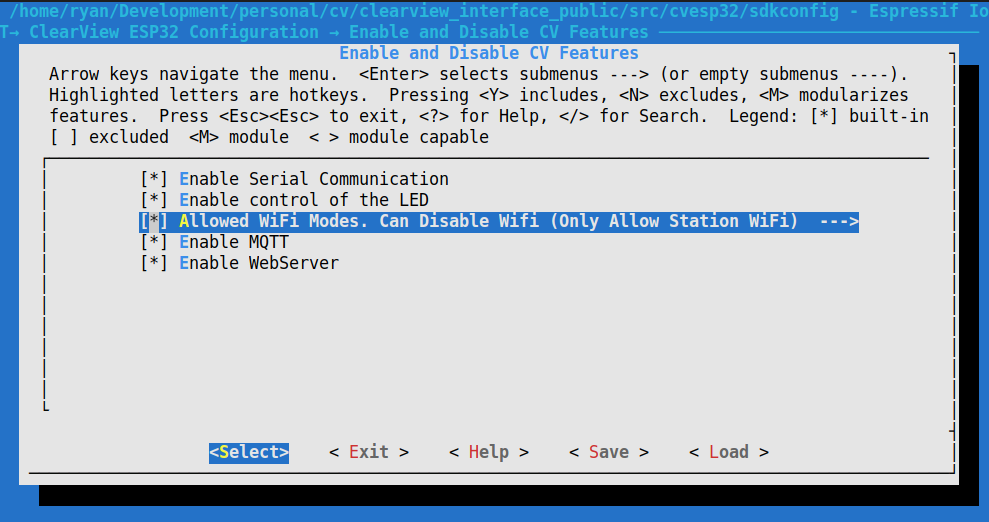 /home/ryan/Development/personal/cv/clearview_interface_public/src/cvesp32/sdkconfig - Espressif Io
T→ ClearView ESP32 Configuration → Enable and Disable CV Features
Enable and Disable CV Features
Arrow keys navigate the menu.  <Enter> selects submenus ---> (or empty submenus ----).
Highlighted letters are hotkeys.  Pressing <Y> includes, <N> excludes, <M> modularizes
features.  Press <Esc><Esc> to exit, <?> for Help, </> for Search.  Legend: [*] built-in
[ ] excluded  <M> module  < > module capable
[*] Enable Serial Communication
[*] Enable control of the LED
[*] Allowed WiFi Modes. Can Disable Wifi (Only Allow Station WiFi)  --->
[*] Enable MQTT
[*] Enable WebServer
<Select>    < Exit >    < Help >    < Save >    < Load >